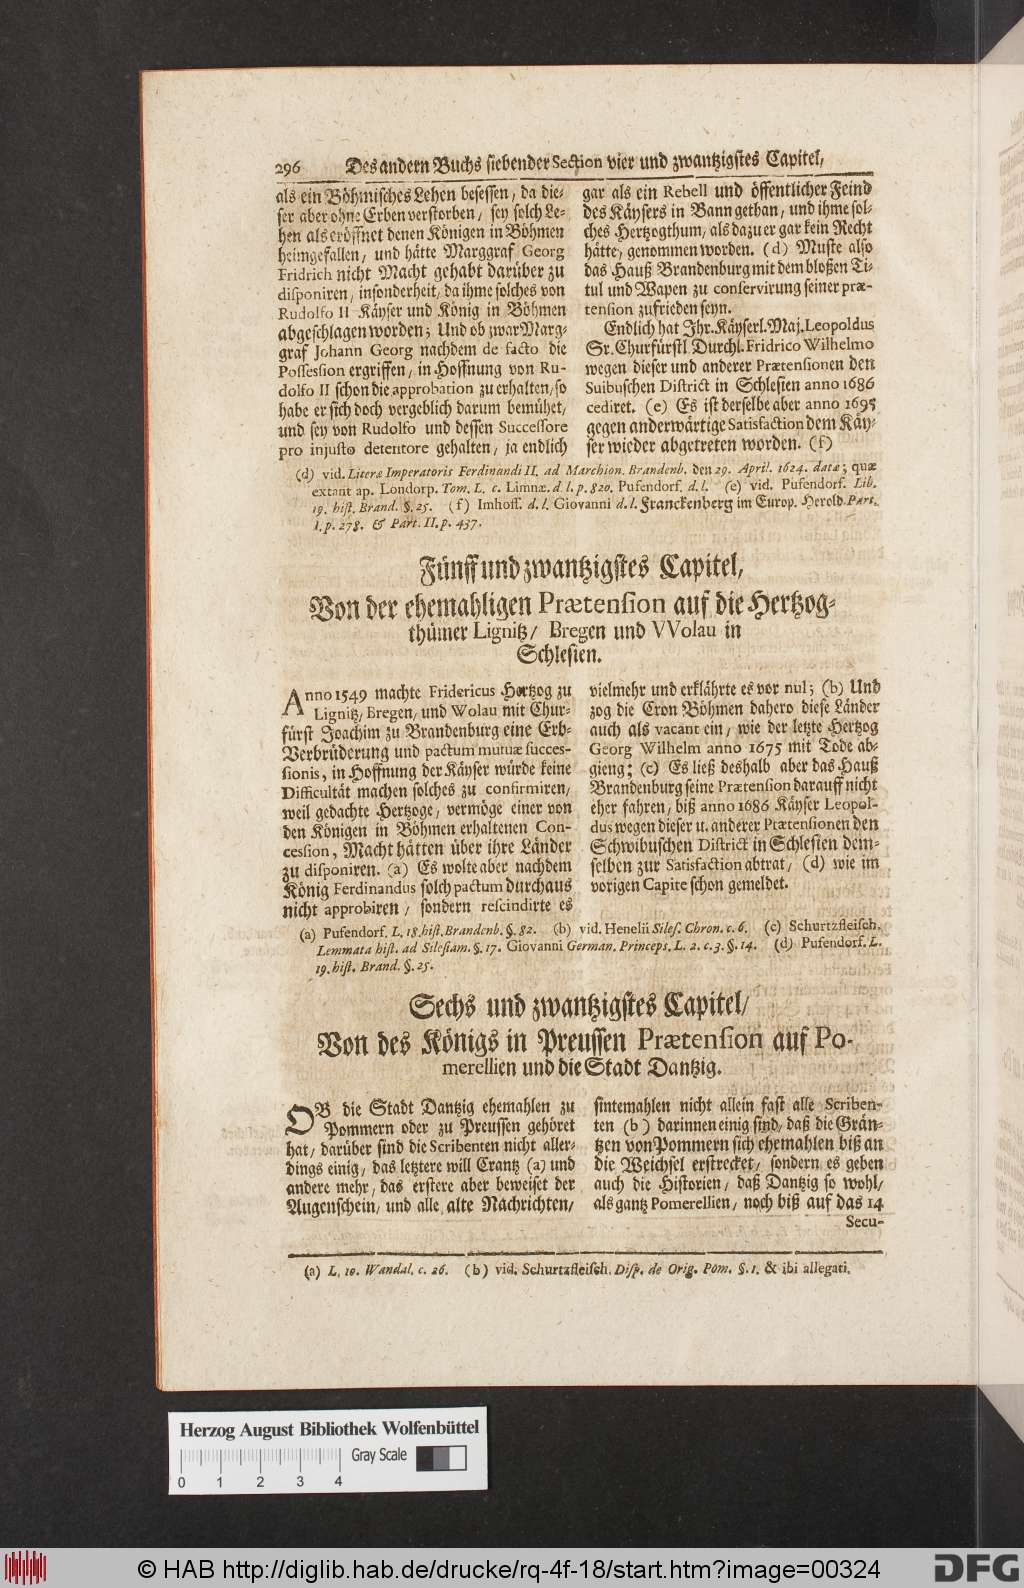 296 Des andern Buchs siebender Section vier und zwantzigstes Capitel,
als ein Böhmisches Lehen besessen, da die-
ser aber ohne Erben verstorben, sey solch Le-
hen als eröffnet denen Königen in Böhmen
heimgefallen, und hätte Marggraf Georg
Fridrich nicht Macht gehabt darüber zu
disponiren, insonderheit, da ihme solches von
Rudolfo II Käyser und König in Böhmen
abgeschlagen worden; Und ob zwar Marg-
graf Johann Georg nachdem de facto die
Possession ergriffen, in Hoffnung von Ru-
dolfo II schon die approbation zu erhalten, so
habe er sich doch vergeblich darum bemühet,
und sey von Rudolfo und dessen Successore
pro injusto detentore gehalten, ja endlich
gar als ein Rebell und öffentlicher Feind
des Käysers in Bann gethan, und ihme sol-
ches Hertzogthum, als dazu er gar kein Recht
hätte, genommen worden. (d) Muste also
das Hauß Brandenburg mit dem bloßen Ti-
tul und Wapen zu conservirung seiner præ-
tension zufrieden seyn.
Endlich hat Ihr. Käyserl. Maj. Leopoldus
Sr. Churfürstl. Durchl. Fridrico Wilhelmo
wegen dieser und anderer Prætensionen den
Suibuschen District in Schlesien anno 1686
cediret. (e) Es ist derselbe aber anno 1695
gegen anderwärtige Satisfaction dem Käy-
ser wieder abgetreten worden. (f)
(d) vid. Literæ Imperatoris Ferdinandi II. ad Marchion. Brandenb. den 29. April. 1624. datæ; quæ
extant ap. Londorp. Tom. L. c. Limnæ. d. l. p. 820. Pufendorf. d. l. (e) vid. Pufendorf. Lib.
19. hist. Brand. §. 25. (f) Imhoff. d. l. Giovanni d. l. Franckenberg im Europ. Herold. Part.
I. p. 278. & Part. II. p. 437.
Fünff und zwantzigstes Capitel,
Von der ehemahligen Prætension auf die Hertzog-
thümer Lignitz/ Bregen und VVolau in
Schlesien.
Anno 1549 machte Fridericus Hertzog zu
Lignitz, Bregen, und Wolau mit Chur-
fürst Joachim zu Brandenburg eine Erb-
Verbrüderung und pactum mutuæ succes-
sionis, in Hoffnung der Käyser würde keine
Difficultát machen solches zu confirmiren,
weil gedachte Hertzoge, vermöge einer von
den Königen in Böhmen erhaltenen Con-
cession, Macht hätten über ihre Länder
zu disponiren. (a) Es wolte aber nachdem
König Ferdinandus solch pactum durchaus
nicht approbiren, sondern rescindirte es
vielmehr und erklährte es vor nul; (b) Und
zog die Cron Böhmen dahero diese Länder
auch als vacant ein, wie der letzte Hertzog
Georg Wilhelm anno 1675 mit Tode ab-
gieng; (c) Es ließ deshalb aber das Hauß
Brandenburg seine Prætension darauff nicht
eher fahren, biß anno 1686 Käyser Leopol-
dus wegen dieser u. anderer Prætensionen den
Schwibuschen District in Schlesien dem-
selben zur Satisfaction abtrat, (d) wie im
vorigen Capite schon gemeldet.
(a) Pufendorf. L. 18. hist. Brandenb. §. 82. (b) vid. Henelii Siles. Chron. c. 6. (c) Schurtzfleisch.
Lemmata hist. ad Silesiam. §. 17. Giovanni German. Princeps. L. 2. c. 3. §. 14. (d) Pufendorf. L.
19. hist. Brand. §. 25.
Sechs und zwantzigstes Capitel/
Von des Königs in Preussen Prætension auf Po-
merellien und die Stadt Dantzig.
OB die Stadt Dantzig ehemahlen zu
Pommern oder zu Preussen gehöret
hat, darüber sind die Scribenten nicht aller-
dings einig, das letztere will Crantz (a) und
andere mehr, das erstere aber beweiset der
Augenschein, und alle alte Nachrichten,
sintemahlen nicht allein fast alle Scriben-
ten (b) darinnen einig sind, daß die Grän-
tzen von Pommern sich ehemahlen biß an
die Weichsel erstrecket, sondern es geben
auch die Historien, daß Dantzig so wohl,
als gantz Pomerellien, noch biß auf das 14
Secu-
(a) L. 10. Wandal. c. 26. (b) vid. Schurtzfleisch. Disp. de Orig. Pom. §. 1. & ibi allegati.
Herzog August Bibliothek Wolfenbüttel
Gray Scale
0 1 2 3 4
© HAB http://diglib.hab.de/drucke/rq-4f-18/start.htm?image=00324
DFG